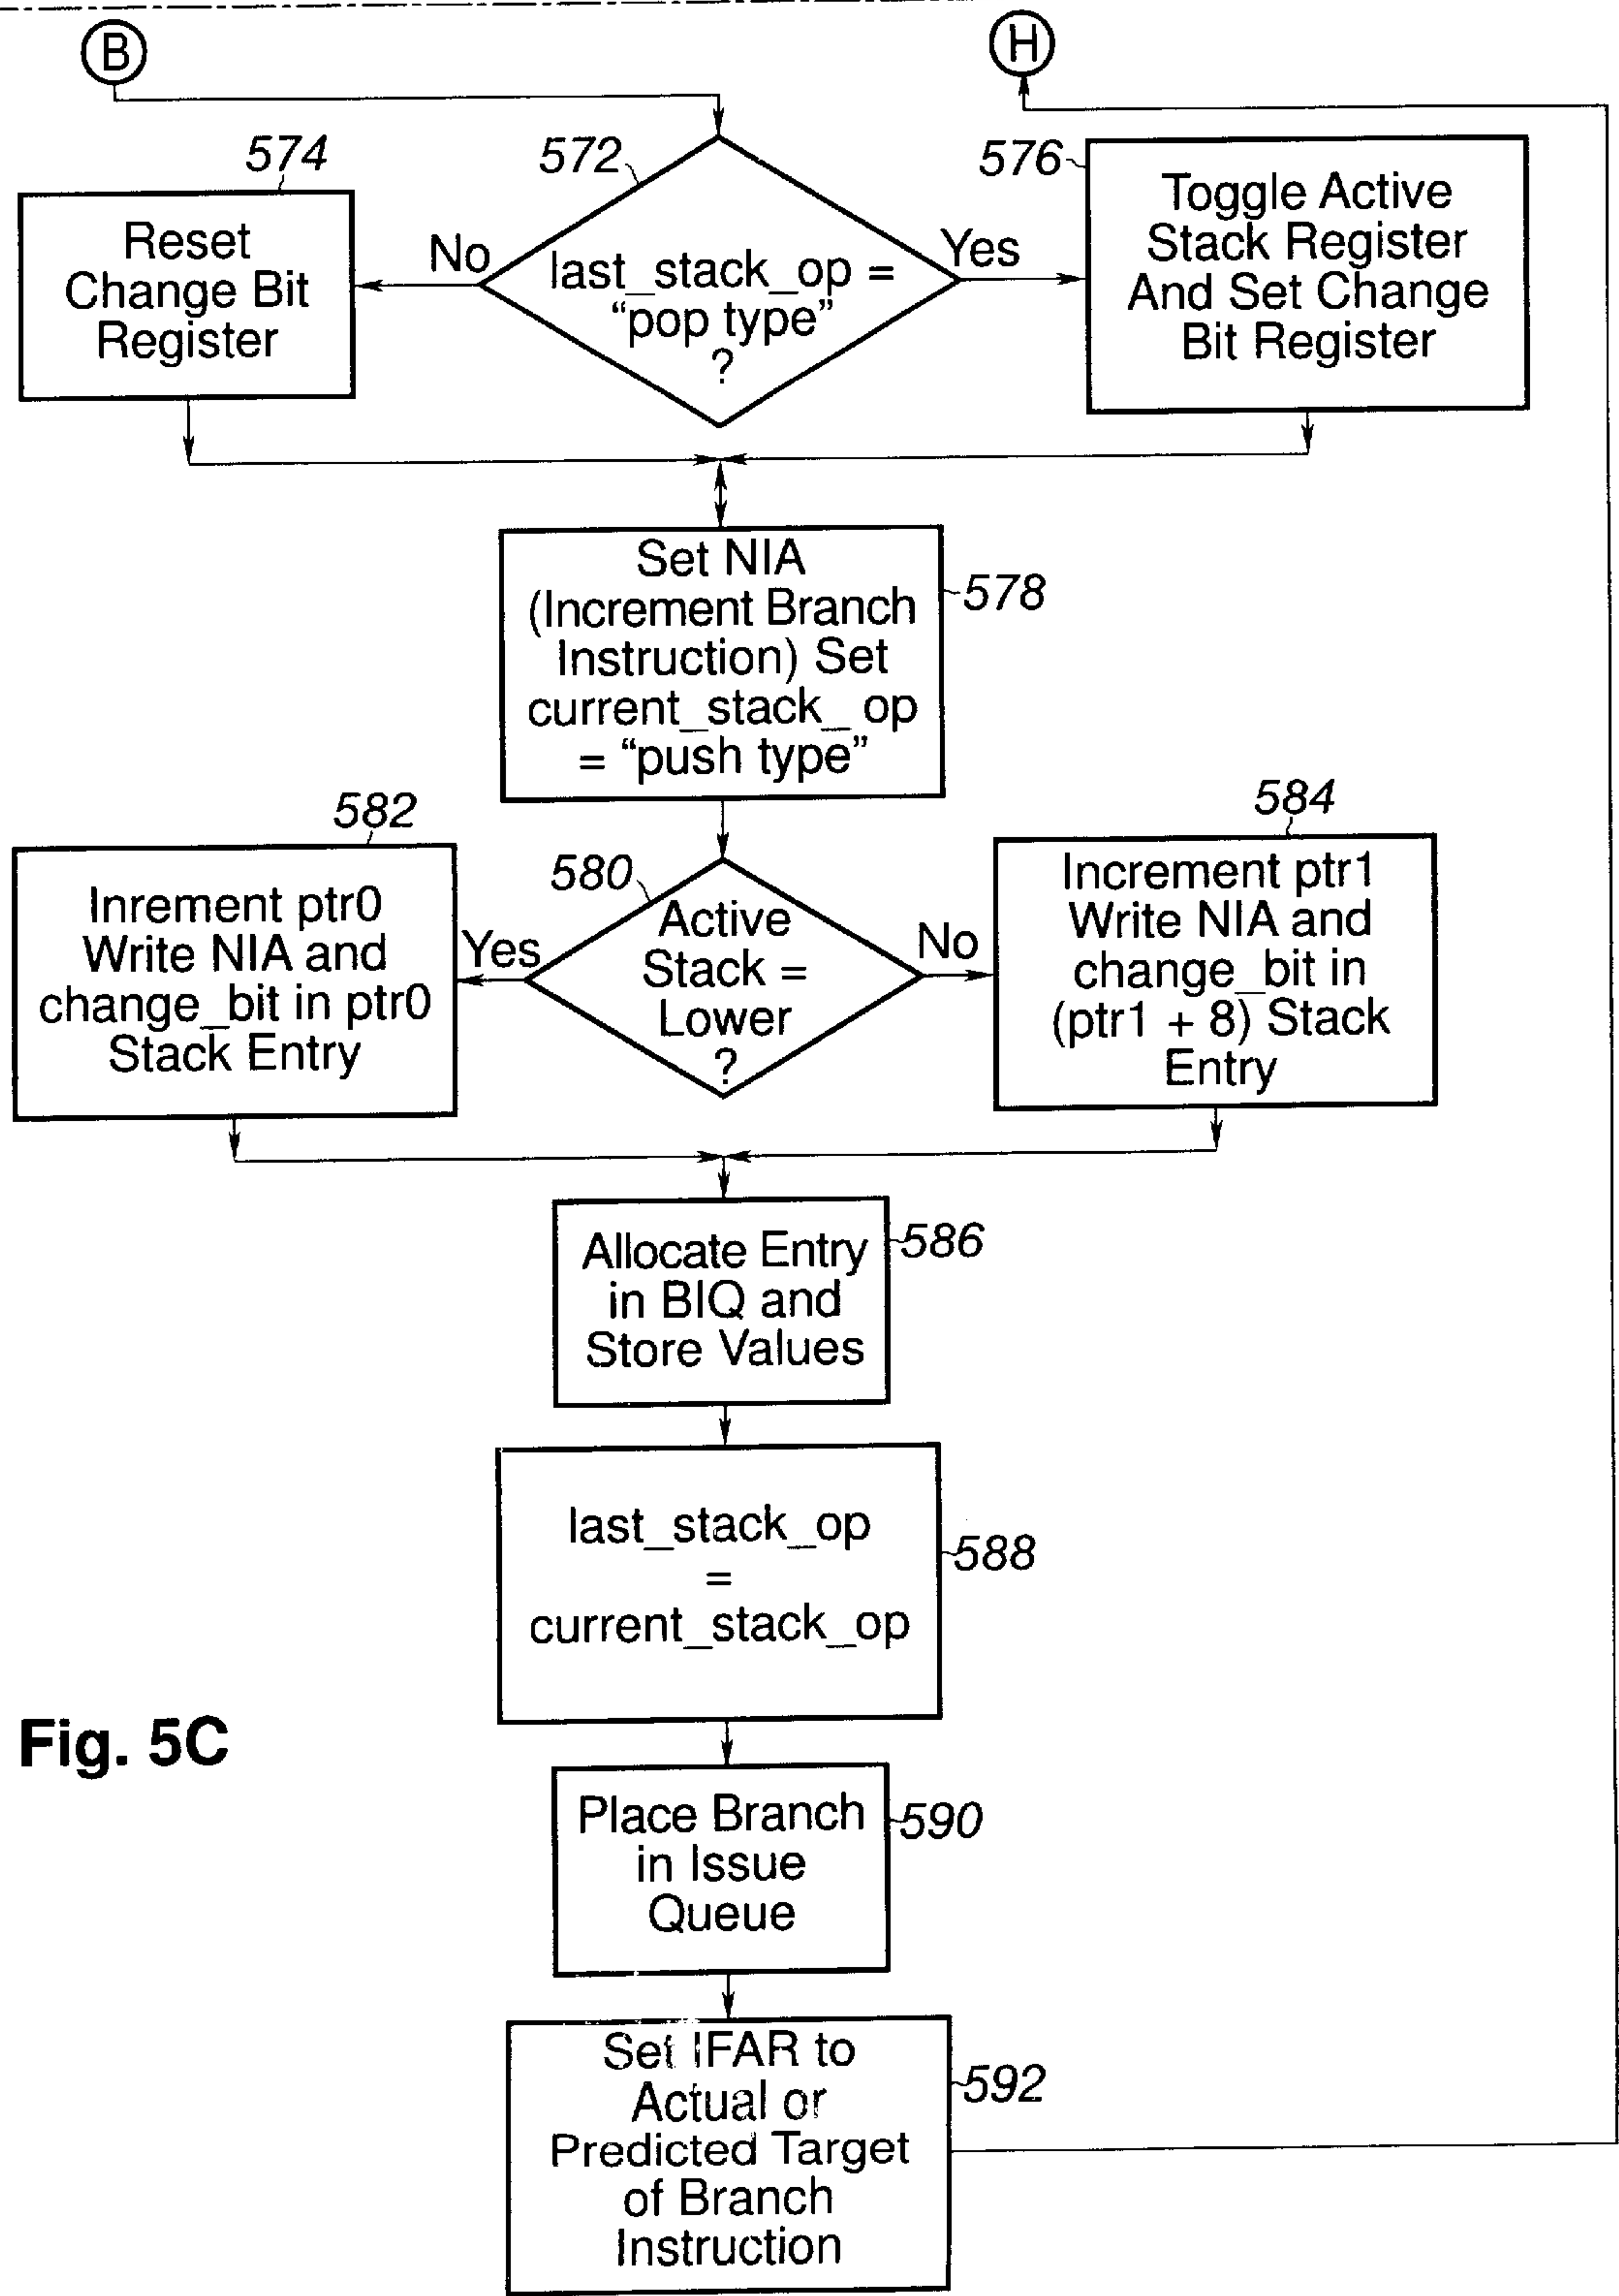 B
H
574
572
576
Reset
Change Bit
Register
No
last_stack_op =
“pop type”
?
Yes
Toggle Active
Stack Register
And Set Change
Bit Register
Set NIA
(Increment Branch
Instruction) Set
current_stack_ op
= “push type”
578
582
580
584
Inrement ptr0
Write NIA and
change_bit in ptr0
Stack Entry
Yes
Active
Stack =
Lower
?
No
Increment ptr1
Write NIA and
change_bit in
(ptr1 + 8) Stack
Entry
Allocate Entry
in BIQ and
Store Values
586
last_stack_op
=
current_stack_op
588
Fig. 5C
Place Branch
in Issue
Queue
590
Set IFAR to
Actual or
Predicted Target
of Branch
Instruction
592